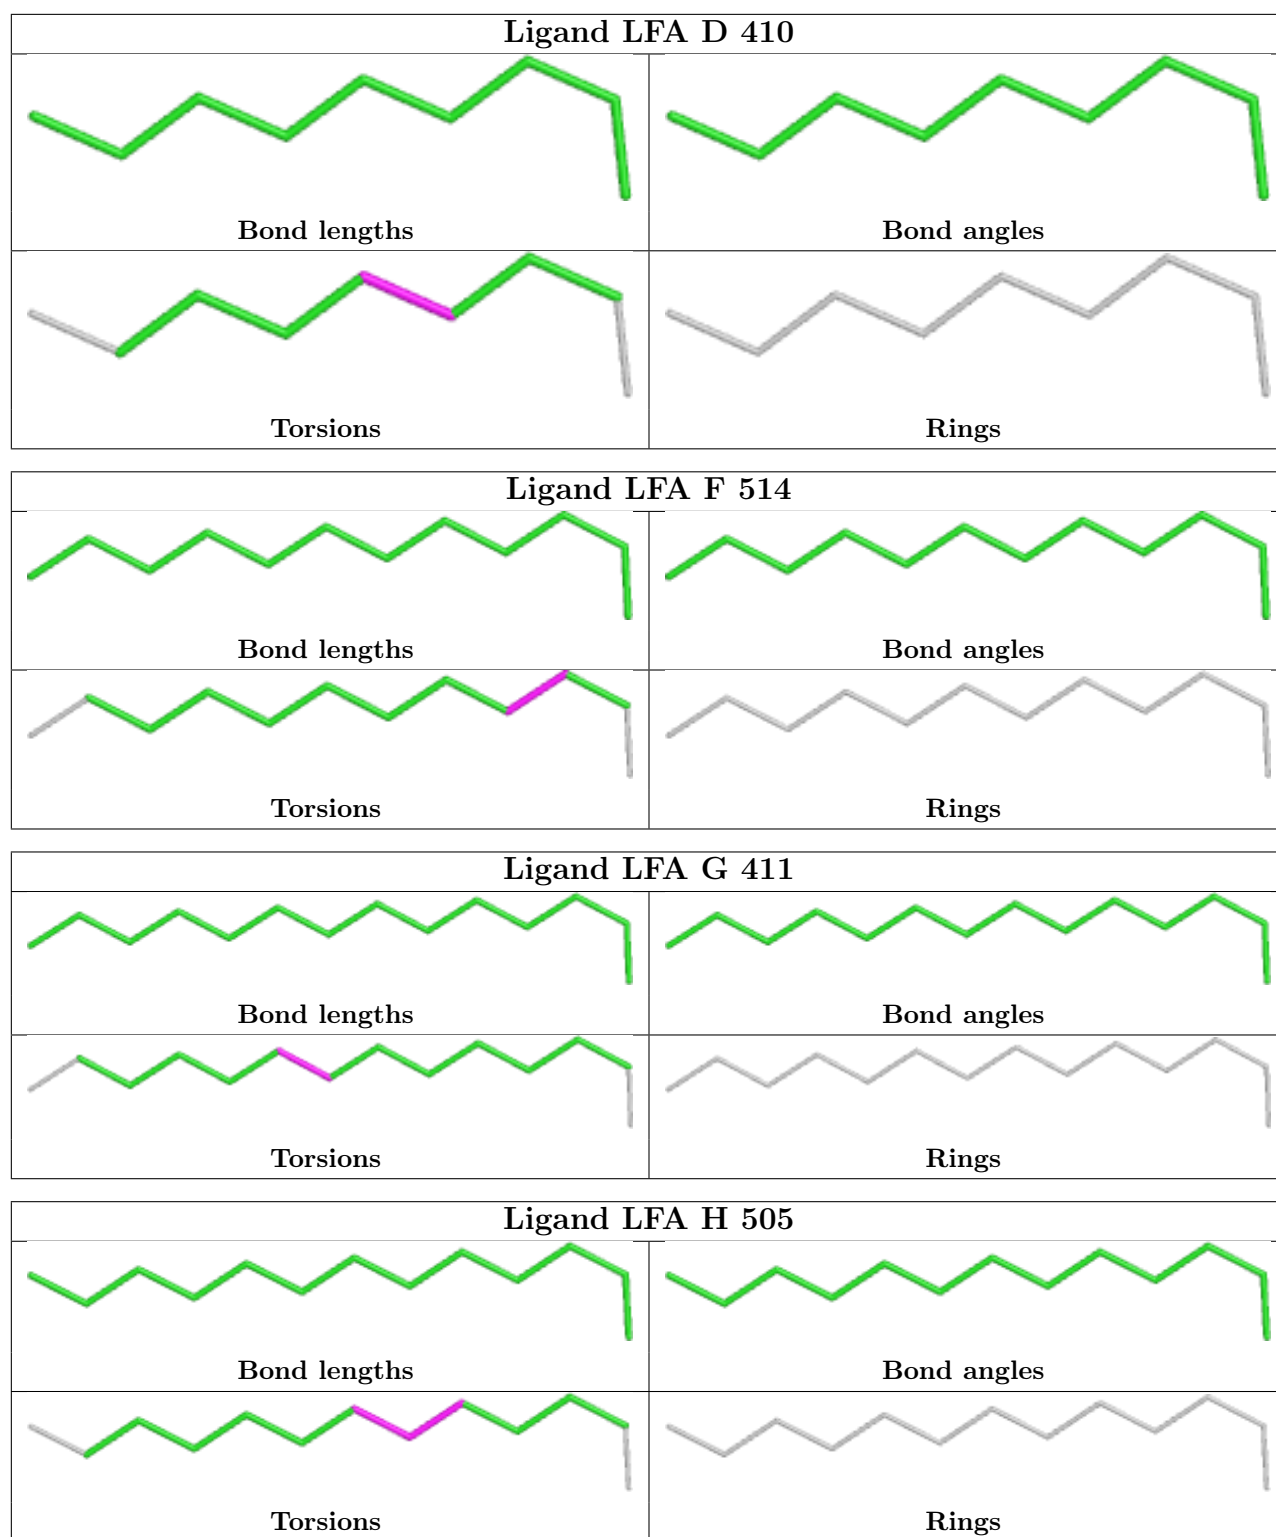 Ligand LFA D 410
Bond lengths
Bond angles
Torsions
Rings
Ligand LFA F 514
Bond lengths
Bond angles
Torsions
Rings
Ligand LFA G 411
Bond lengths
Bond angles
Torsions
Rings
Ligand LFA H 505
Bond lengths
Bond angles
Torsions
Rings